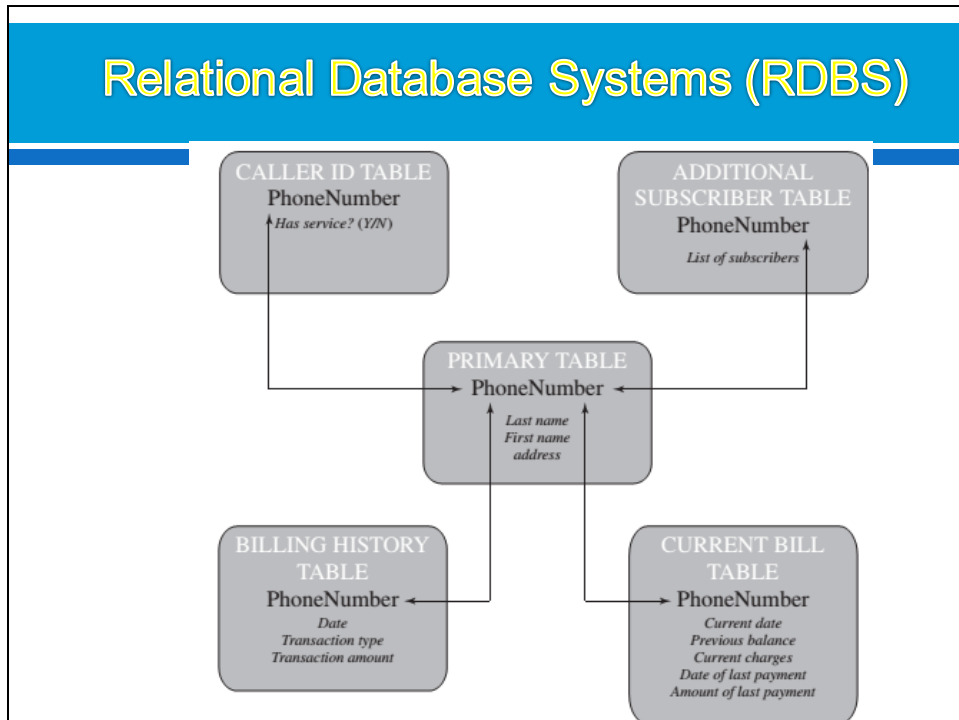 Relational Database Systems (RDBS)
CALLER ID TABLE
PhoneNumber
Has service? (Y/N)
ADDITIONAL
SUBSCRIBER TABLE
PhoneNumber
List of subscribers
PRIMARY TABLE
PhoneNumber
Last name
First name
address
BILLING HISTORY
TABLE
PhoneNumber
Date
Transaction type
Transaction amount
CURRENT BILL
TABLE
PhoneNumber
Current date
Previous balance
Current charges
Date of last payment
Amount of last payment